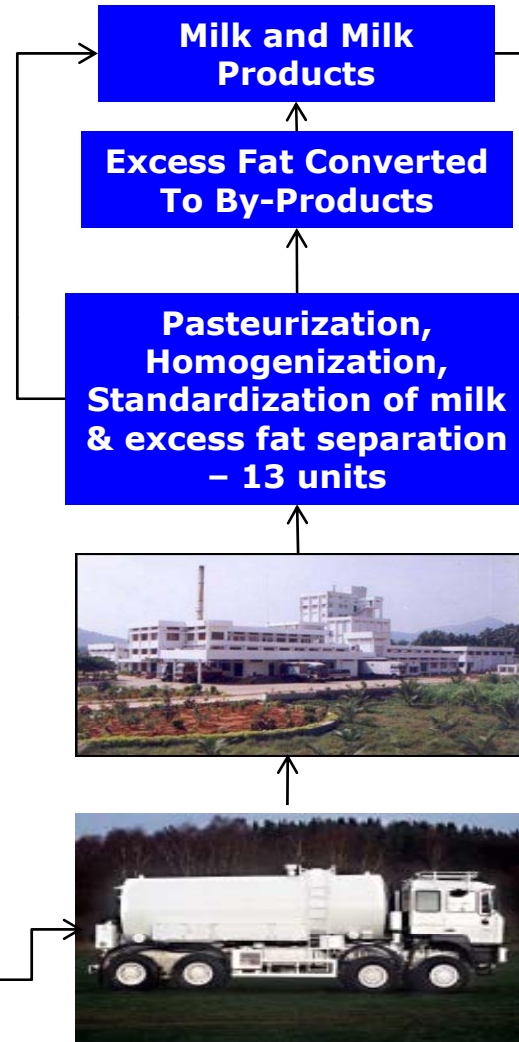 Milk and Milk
Products
Excess Fat Converted
To By-Products
Pasteurization,
Homogenization,
Standardization of milk
& excess fat separation
– 13 units